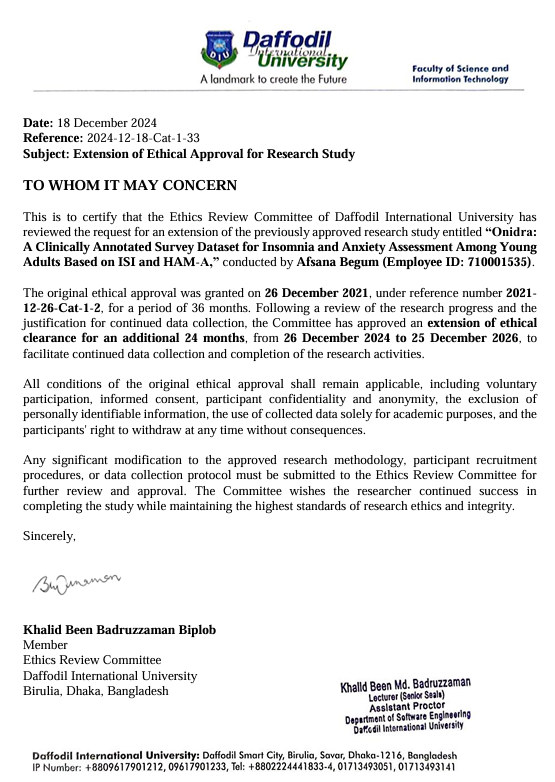 Daffodil
International
University
A landmark to create the Future
Faculty of Science and
Information Technology
Date: 18 December 2024
Reference: 2024-12-18-Cat-1-33
Subject: Extension of Ethical Approval for Research Study
TO WHOM IT MAY CONCERN
This is to certify that the Ethics Review Committee of Daffodil International University has
reviewed the request for an extension of the previously approved research study entitled “Onidra:
A Clinically Annotated Survey Dataset for Insomnia and Anxiety Assessment Among Young
Adults Based on ISI and HAM-A,” conducted by Afsana Begum (Employee ID: 710001535).
The original ethical approval was granted on 26 December 2021, under reference number 2021-
12-26-Cat-1-2, for a period of 36 months. Following a review of the research progress and the
justification for continued data collection, the Committee has approved an extension of ethical
clearance for an additional 24 months, from 26 December 2024 to 25 December 2026, to
facilitate continued data collection and completion of the research activities.
All conditions of the original ethical approval shall remain applicable, including voluntary
participation, informed consent, participant confidentiality and anonymity, the exclusion of
personally identifiable information, the use of collected data solely for academic purposes, and the
participants' right to withdraw at any time without consequences.
Any significant modification to the approved research methodology, participant recruitment
procedures, or data collection protocol must be submitted to the Ethics Review Committee for
further review and approval. The Committee wishes the researcher continued success in
completing the study while maintaining the highest standards of research ethics and integrity.
Sincerely,
Khalid Been Badruzzaman Biplob
Member
Ethics Review Committee
Daffodil International University
Birulia, Dhaka, Bangladesh
Khalid Been Md. Badruzzaman
Lecturer (Senior Scale)
Assistant Proctor
Department of Software Engineering
Daffodil International University
Daffodil International University: Daffodil Smart City, Birulia, Savar, Dhaka-1216, Bangladesh
IP Number: +8809617901212, 09617901233, Tel: +8802224441833-4, 01713493051, 01713493141